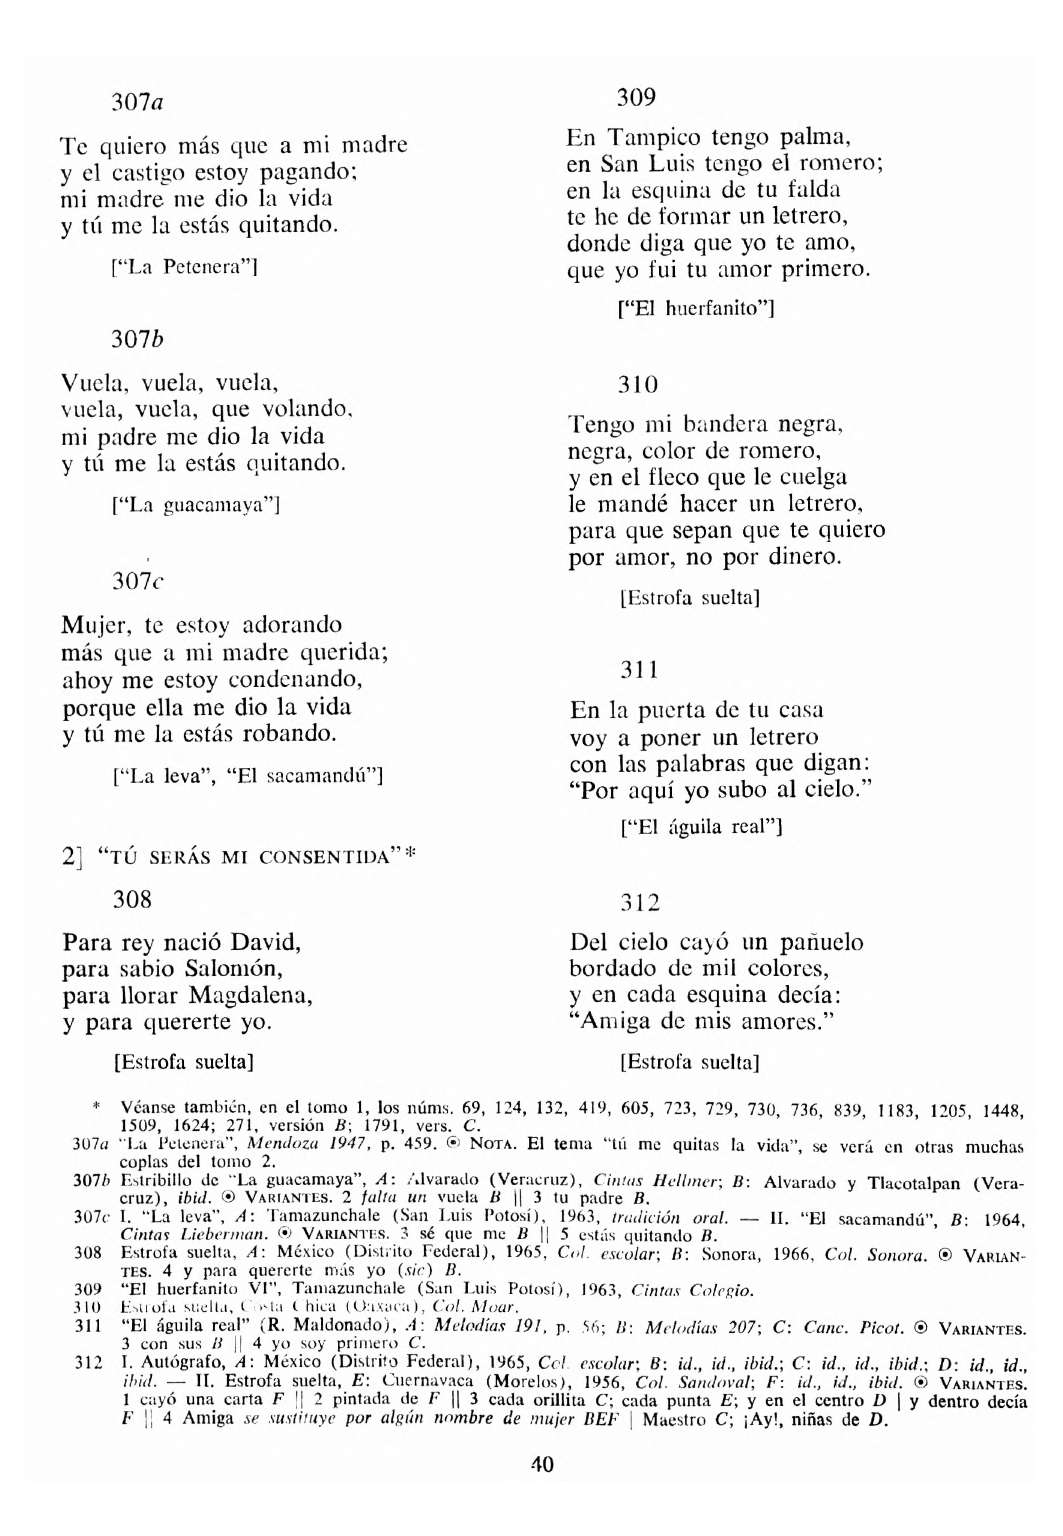 307a
Te quiero más que a mi madre
y el castigo estoy pagando;
mi madre me dio la vida
y tú me la estás quitando.
[“La Petenera”]
307b
Vuela, vuela, vuela,
vuela, vuela, que volando,
mi padre me dio la vida
y tú me la estás quitando.
[“La guacamaya”]
307c
Mujer, te estoy adorando
más que a mi madre querida;
ahoy me estoy condenando,
porque ella me dio la vida
y tú me la estás robando.
[“La leva”, “El sacamandú”]
2] “TÚ SERÁS MI CONSENTIDA”*
308
Para rey nació David,
para sabio Salomón,
para llorar Magdalena,
y para quererte yo.
[Estrofa suelta]
309
En Tampico tengo palma,
en San Luis tengo el romero;
en la esquina de tu falda
te he de formar un letrero,
donde diga que yo te amo,
que yo fui tu amor primero.
[“El huerfanito”]
310
Tengo mi bandera negra,
negra, color de romero,
y en el fleco que le cuelga
le mandé hacer un letrero,
para que sepan que te quiero
por amor, no por dinero.
[Estrofa suelta]
311
En la puerta de tu casa
voy a poner un letrero
con las palabras que digan:
“Por aquí yo subo al cielo.”
[“El águila real”]
312
Del cielo cayó un pañuelo
bordado de mil colores,
y en cada esquina decía:
“Amiga de mis amores.”
[Estrofa suelta]
* Véanse también, en el tomo 1, los núms. 69, 124, 132, 419, 605, 723, 729, 730, 736, 839, 1183, 1205, 1448,
1509, 1624; 271, versión B; 1791, vers. C.
307a “La Petenera”, Mendoza 1947, p. 459. ⊙ NOTA. El tema “tú me quitas la vida”, se verá en otras muchas
coplas del tomo 2.
307b Estribillo de “La guacamaya”, A: Alvarado (Veracruz), Cintas Hellmer; B: Alvarado y Tlacotalpan (Vera-
cruz), ibid. ⊙ VARIANTES. 2 falta un vuela B || 3 tu padre B.
307c I. “La leva”, A: Tamazunchale (San Luis Potosí), 1963, tradición oral. — II. “El sacamandú”, B: 1964,
Cintas Lieberman. ⊙ VARIANTES. 3 sé que me B || 5 estás quitando B.
308 Estrofa suelta, A: México (Distrito Federal), 1965, Col. escolar; B: Sonora, 1966, Col. Sonora. ⊙ VARIAN-
TES. 4 y para quererte más yo (sic) B.
309 “El huerfanito VI”, Tamazunchale (San Luis Potosí), 1963, Cintas Colegio.
310 Estrofa suelta, Costa Chica (Oaxaca), Col. Moar.
311 “El águila real” (R. Maldonado), A: Melodías 191, p. 56; B: Melodías 207; C: Canc. Picot. ⊙ VARIANTES.
3 con sus B || 4 yo soy primero C.
312 I. Autógrafo, A: México (Distrito Federal), 1965, Col. escolar; B: id., id., ibid.; C: id., id., ibid.; D: id., id.,
ibid. — II. Estrofa suelta, E: Cuernavaca (Morelos), 1956, Col. Sandoval; F: id., id., ibid. ⊙ VARIANTES.
1 cayó una carta F || 2 pintada de F || 3 cada orillita C; cada punta E; y en el centro D | y dentro decía
F || 4 Amiga se sustituye por algún nombre de mujer BEF | Maestro C; ¡Ay!, niñas de D.
40